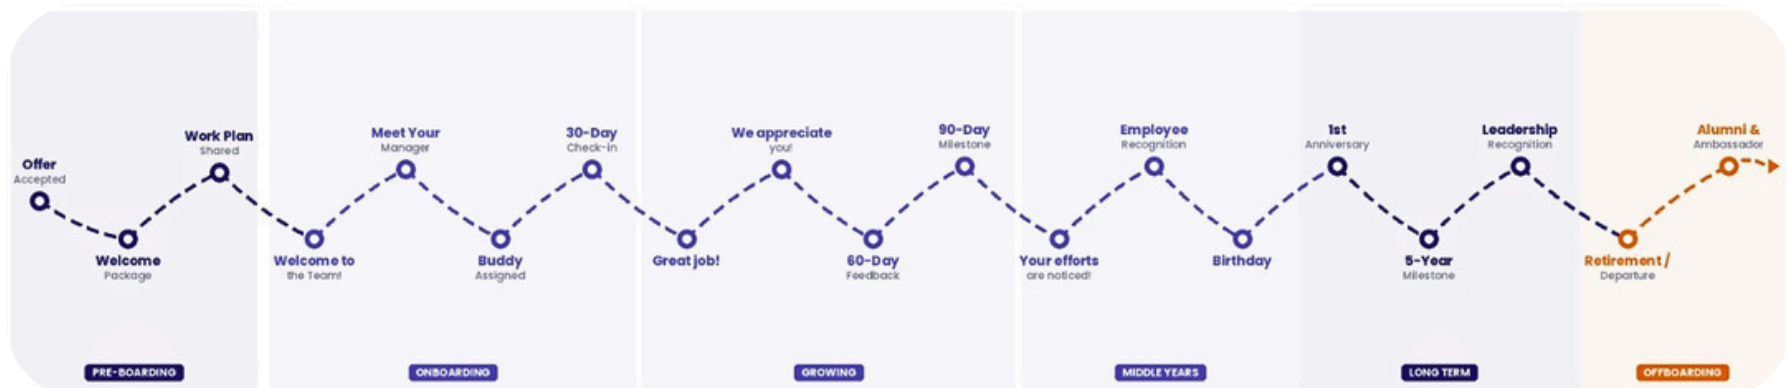 Offer
Accepted
Welcome
Package
Work Plan
Shared
Welcome to
the Team!
Meet Your
Manager
Buddy
Assigned
30-Day
Check-in
Great job!
We appreciate
you!
60-Day
Feedback
90-Day
Milestone
Your efforts
are noticed!
Employee
Recognition
Birthday
1st
Anniversary
5-Year
Milestone
Leadership
Recognition
Retirement /
Departure
Alumni &
Ambassador
PRE-BOARDING
ONBOARDING
GROWING
MIDDLE YEARS
LONG TERM
OFFBOARDING